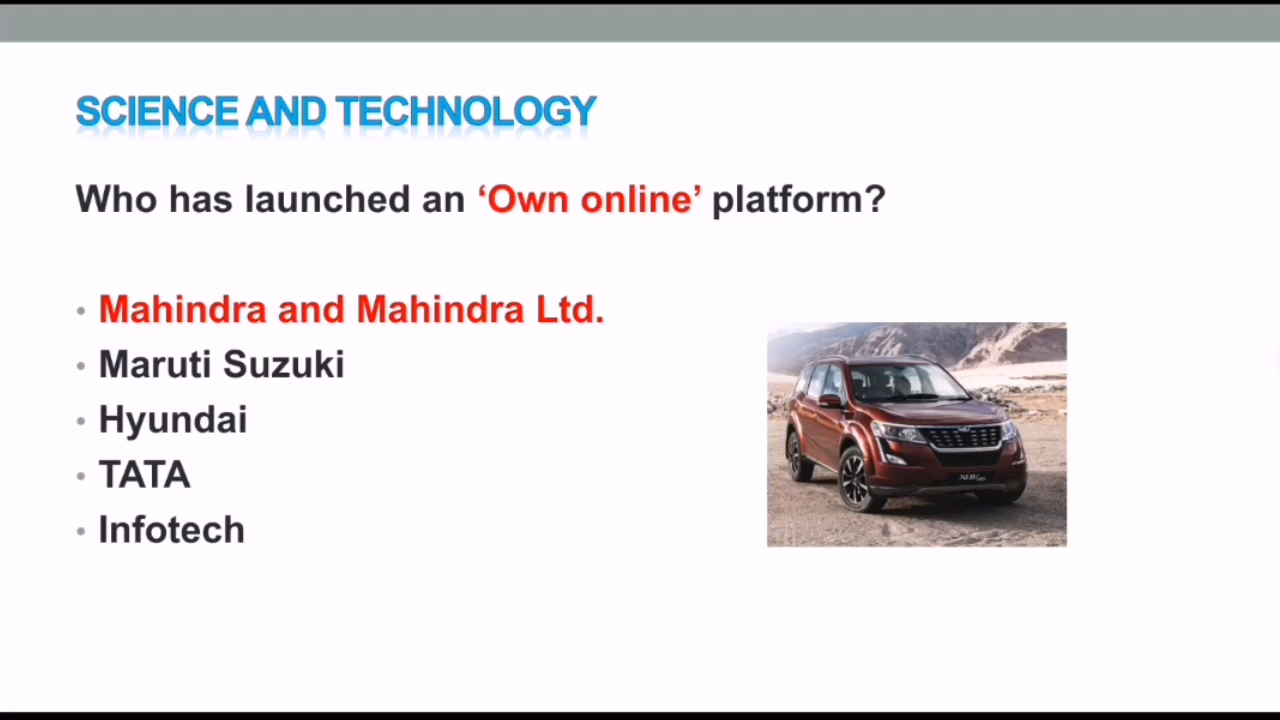 SCIENCE AND TECHNOLOGY
Who has launched an ‘Own online’ platform?
• Mahindra and Mahindra Ltd.
• Maruti Suzuki
• Hyundai
• TATA
• Infotech